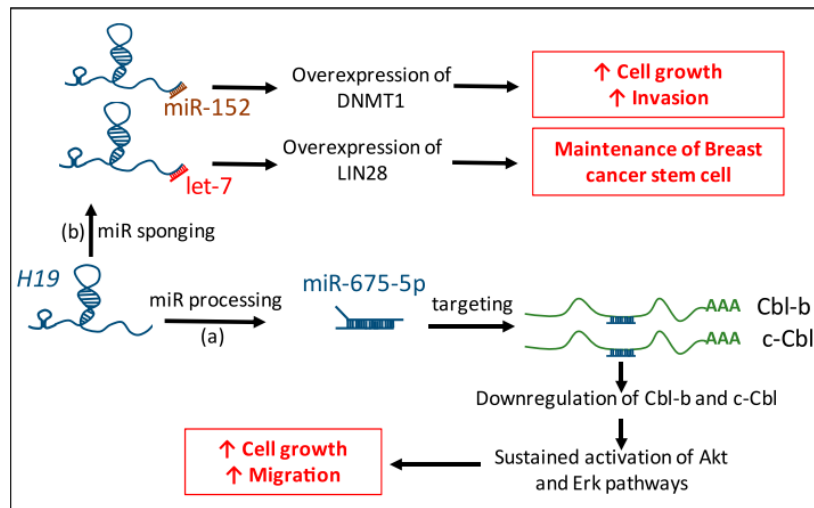 Overexpression of
DNMT1
↑ Cell growth
↑ Invasion
miR-152
Overexpression of
LIN28
Maintenance of Breast
cancer stem cell
let-7
(b)
miR sponging
H19
miR processing
(a)
miR-675-5p
targeting
AAA
Cbl-b
AAA
c-Cbl
Downregulation of Cbl-b and c-Cbl
Sustained activation of Akt
and Erk pathways
↑ Cell growth
↑ Migration